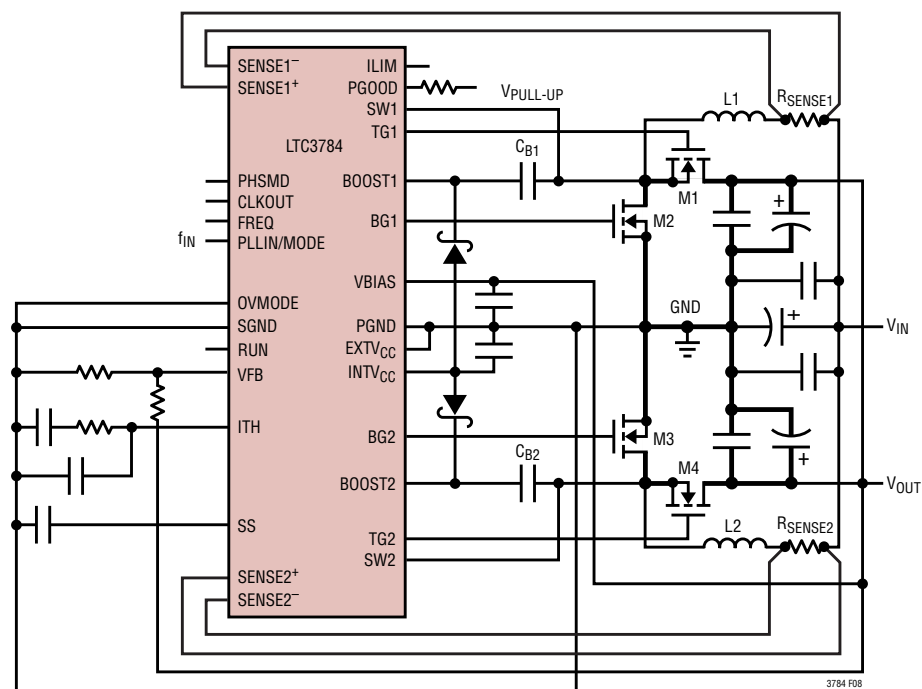 SENSE1–
SENSE1+
LTC3784
PHSMD
CLKOUT
FREQ
fIN
PLLIN/MODE
OVMODE
SGND
RUN
VFB
ITH
SS
SENSE2+
SENSE2–
ILIM
PGOOD
SW1
TG1
BOOST1
BG1
VBIAS
PGND
EXTVCC
INTVCC
BG2
BOOST2
TG2
SW2
VPULL-UP
CB1
CB2
L1
RSENSE1
M1
M2
+
GND
+
VIN
M3
M4
+
VOUT
L2
RSENSE2
3784 F08